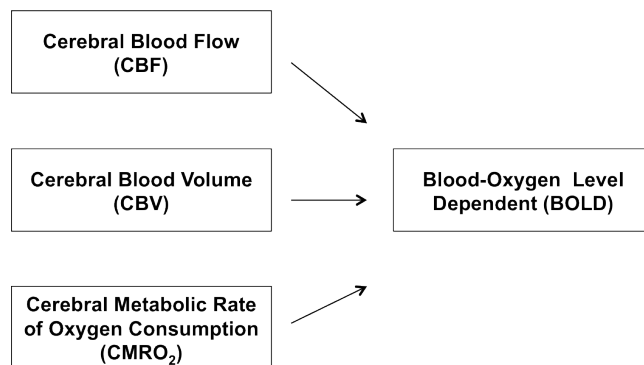 Cerebral Blood Flow
(CBF)
Cerebral Blood Volume
(CBV)
Blood-Oxygen Level
Dependent (BOLD)
Cerebral Metabolic Rate
of Oxygen Consumption
(CMRO₂)